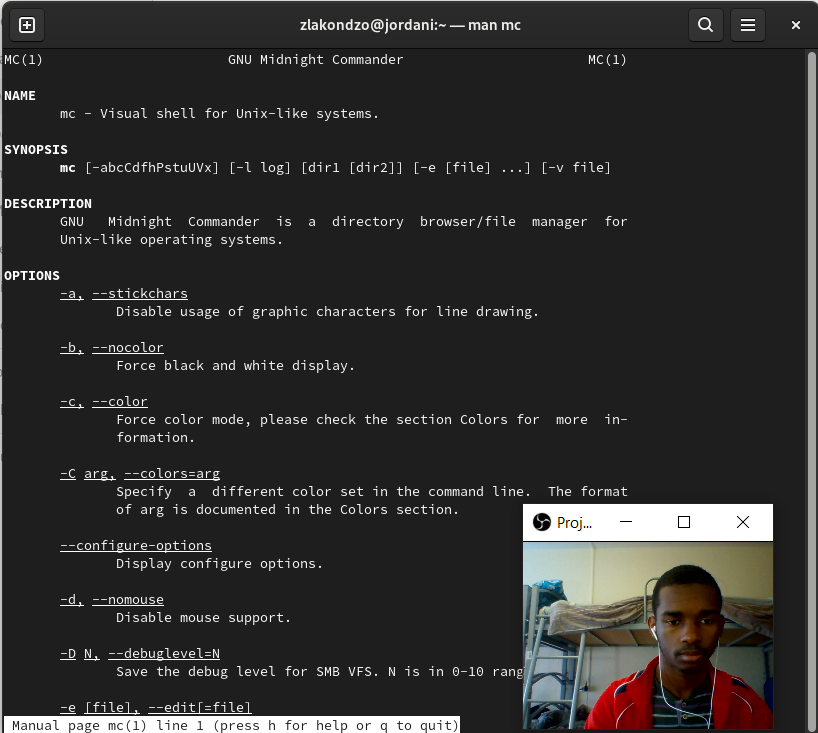 zlakondzo@jordani:~ — man mc
MC(1) GNU Midnight Commander MC(1)
NAME
mc - Visual shell for Unix-like systems.
SYNOPSIS
mc [-abcCdfhPstuUVx] [-l log] [dir1 [dir2]] [-e [file] ...] [-v file]
DESCRIPTION
GNU Midnight Commander is a directory browser/file manager for
Unix-like operating systems.
OPTIONS
-a, --stickchars
Disable usage of graphic characters for line drawing.
-b, --nocolor
Force black and white display.
-c, --color
Force color mode, please check the section Colors for more in-
formation.
-C arg, --colors=arg
Specify a different color set in the command line. The format
of arg is documented in the Colors section.
--configure-options
Display configure options.
-d, --nomouse
Disable mouse support.
-D N, --debuglevel=N
Save the debug level for SMB VFS. N is in 0-10 rang
-e [file], --edit[=file]
Manual page mc(1) line 1 (press h for help or q to quit)
Proj...